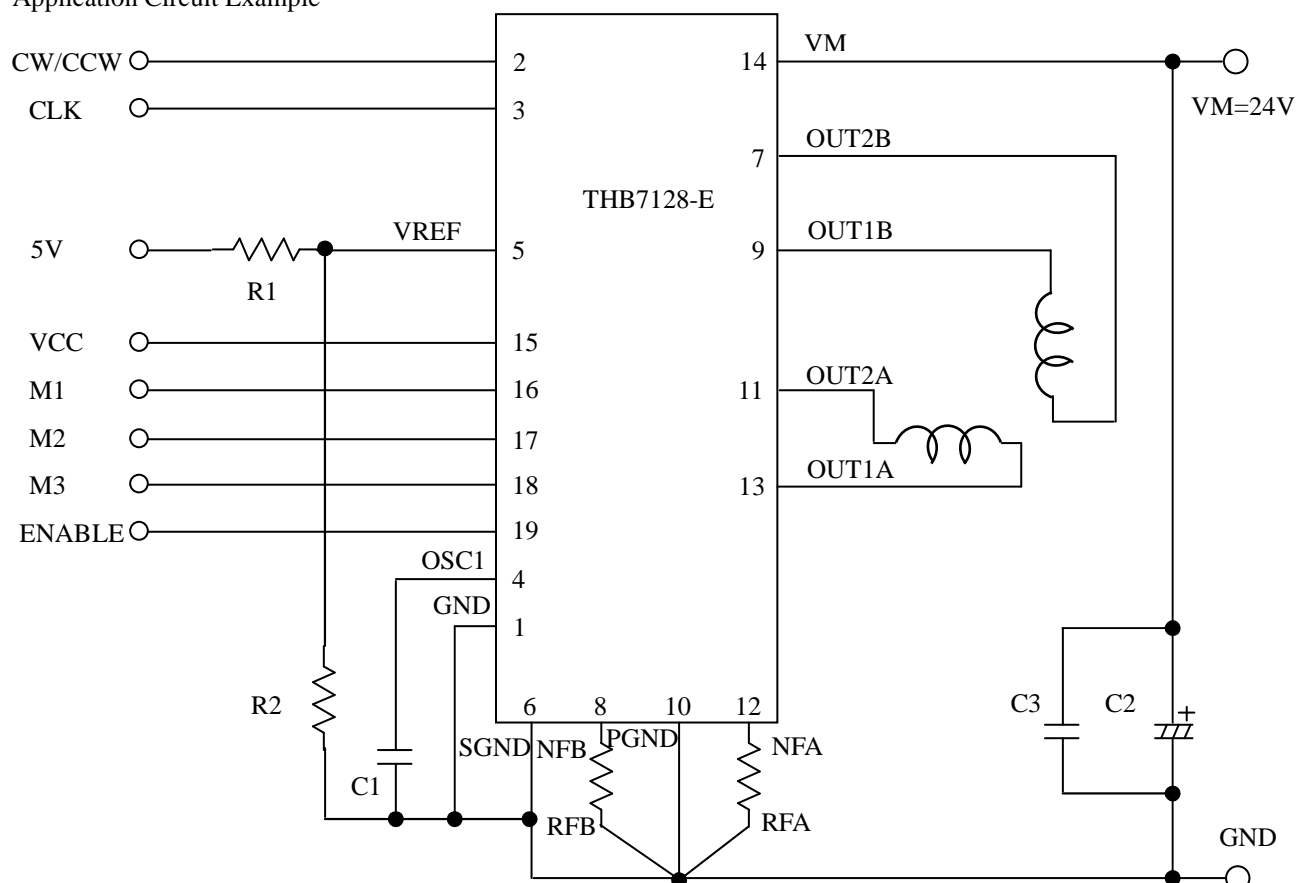 Application Circuit Example
CW/CCW
2
14
VM
CLK
3
VM=24V
7
OUT2B
THB7128-E
5V
R1
VREF
5
9
OUT1B
VCC
15
M1
16
11
OUT2A
M2
17
M3
18
13
OUT1A
ENABLE
19
OSC1
4
GND
1
R2
C1
6
8
10
12
SGND
NFB
PGND
NFA
RFB
RFA
C3
C2
+
GND